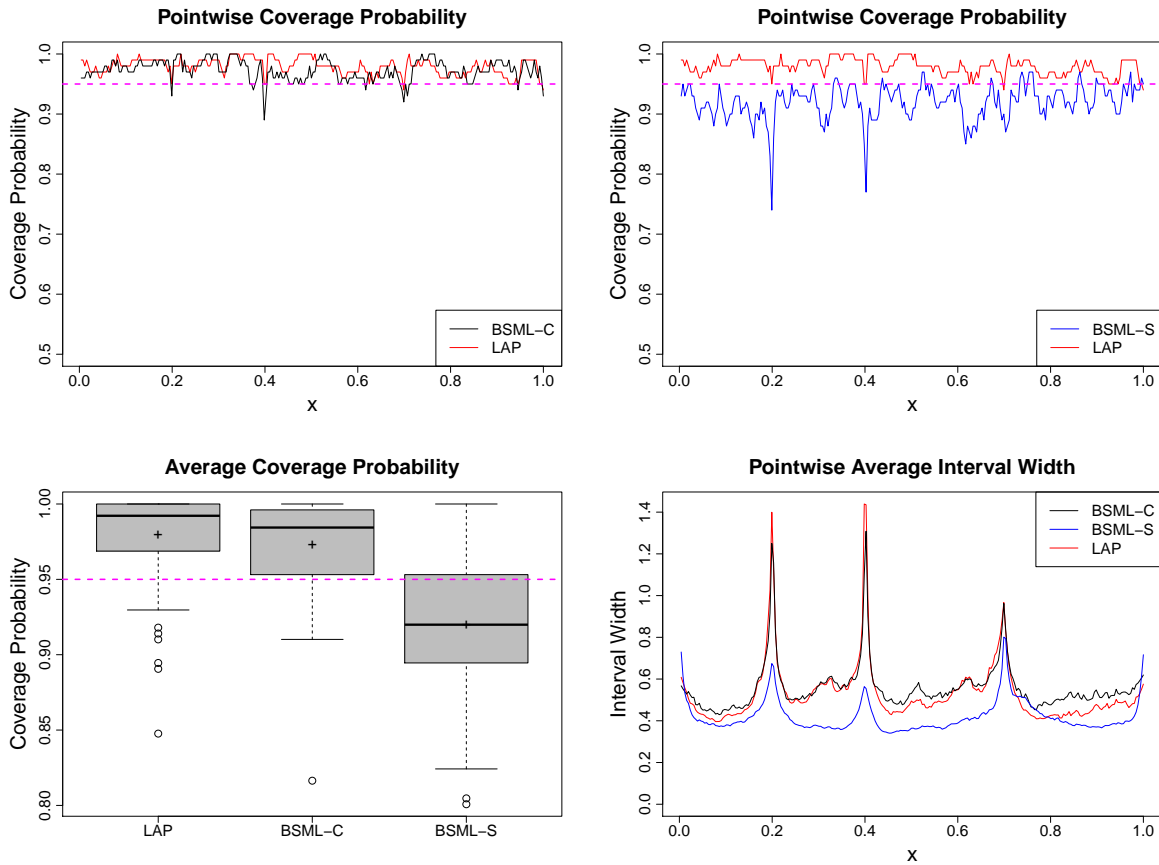 Pointwise Coverage Probability
Coverage Probability
1.0
0.9
0.8
0.7
0.6
0.5
BSML−C
LAP
0.0 0.2 0.4 0.6 0.8 1.0
x
Pointwise Coverage Probability
Coverage Probability
1.0
0.9
0.8
0.7
0.6
0.5
BSML−S
LAP
0.0 0.2 0.4 0.6 0.8 1.0
x
Average Coverage Probability
Coverage Probability
1.00
0.95
0.90
0.85
0.80
LAP BSML−C BSML−S
Pointwise Average Interval Width
Interval Width
1.4
1.2
1.0
0.8
0.6
0.4
0.2
0.0
BSML−C
BSML−S
LAP
0.0 0.2 0.4 0.6 0.8 1.0
x